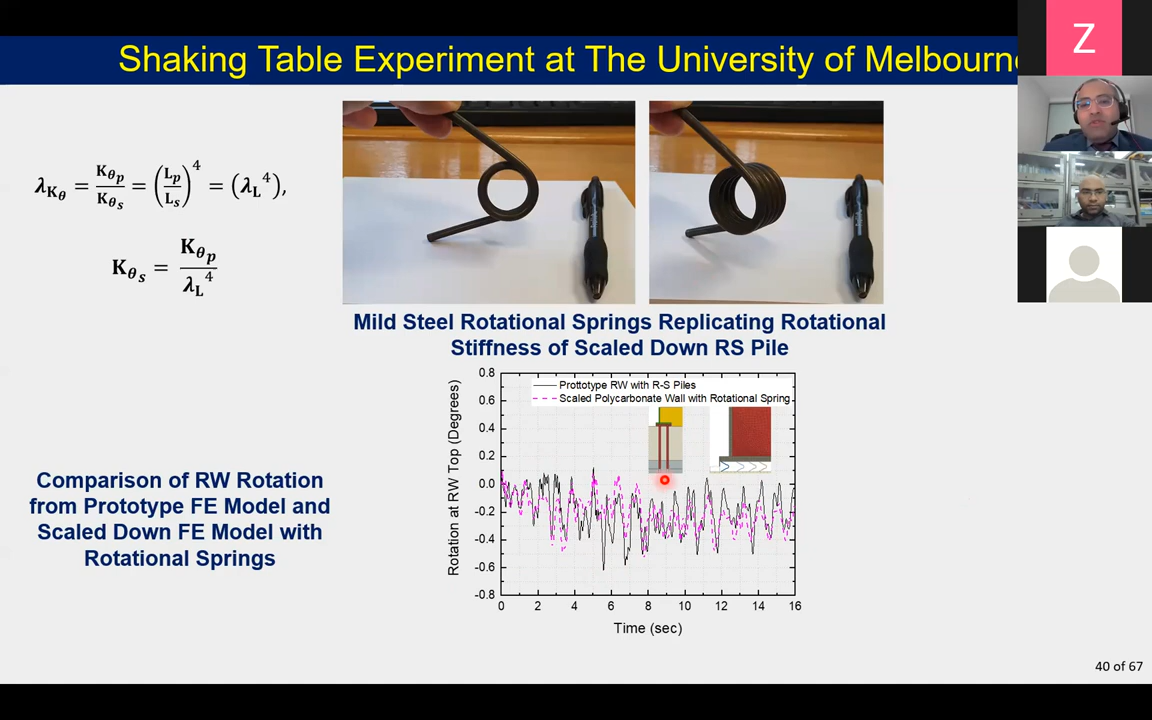 Shaking Table Experiment at The University of Melbourn
Z
λKθ = Kθp / Kθs = (Lp / Ls)^4 = (λL^4),
Kθs = Kθp / λL^4
Mild Steel Rotational Springs Replicating Rotational
Stiffness of Scaled Down RS Pile
Comparison of RW Rotation
from Prototype FE Model and
Scaled Down FE Model with
Rotational Springs
Rotation at RW Top (Degrees)
0.8
0.6
0.4
0.2
0.0
-0.2
-0.4
-0.6
-0.8
Prottotype RW with R-S Piles
Scaled Polycarbonate Wall with Rotational Spring
0 2 4 6 8 10 12 14 16
Time (sec)
40 of 67